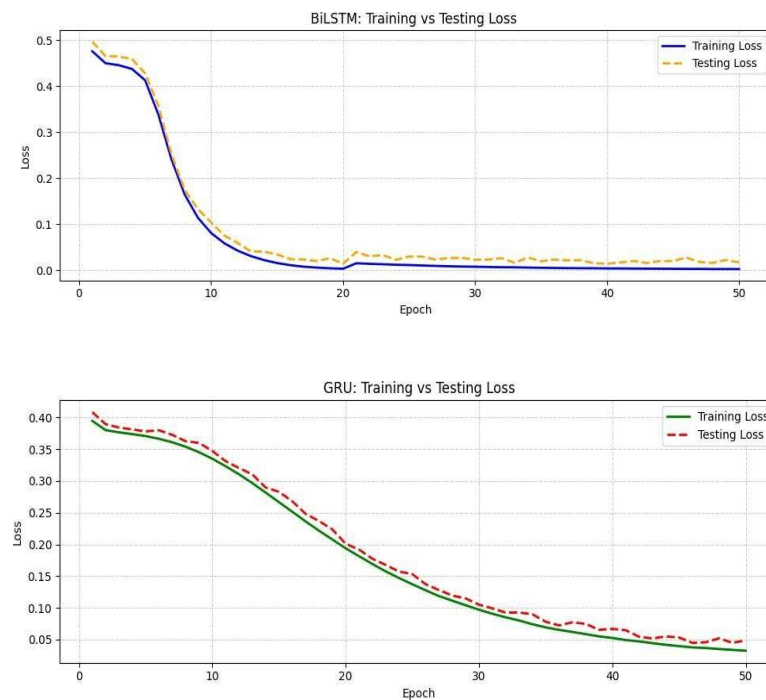 BiLSTM: Training vs Testing Loss
0.5
0.4
0.3
0.2
0.1
0.0
Loss
Training Loss
Testing Loss
0 10 20 30 40 50
Epoch
GRU: Training vs Testing Loss
0.40
0.35
0.30
0.25
0.20
0.15
0.10
0.05
Loss
Training Loss
Testing Loss
0 10 20 30 40 50
Epoch